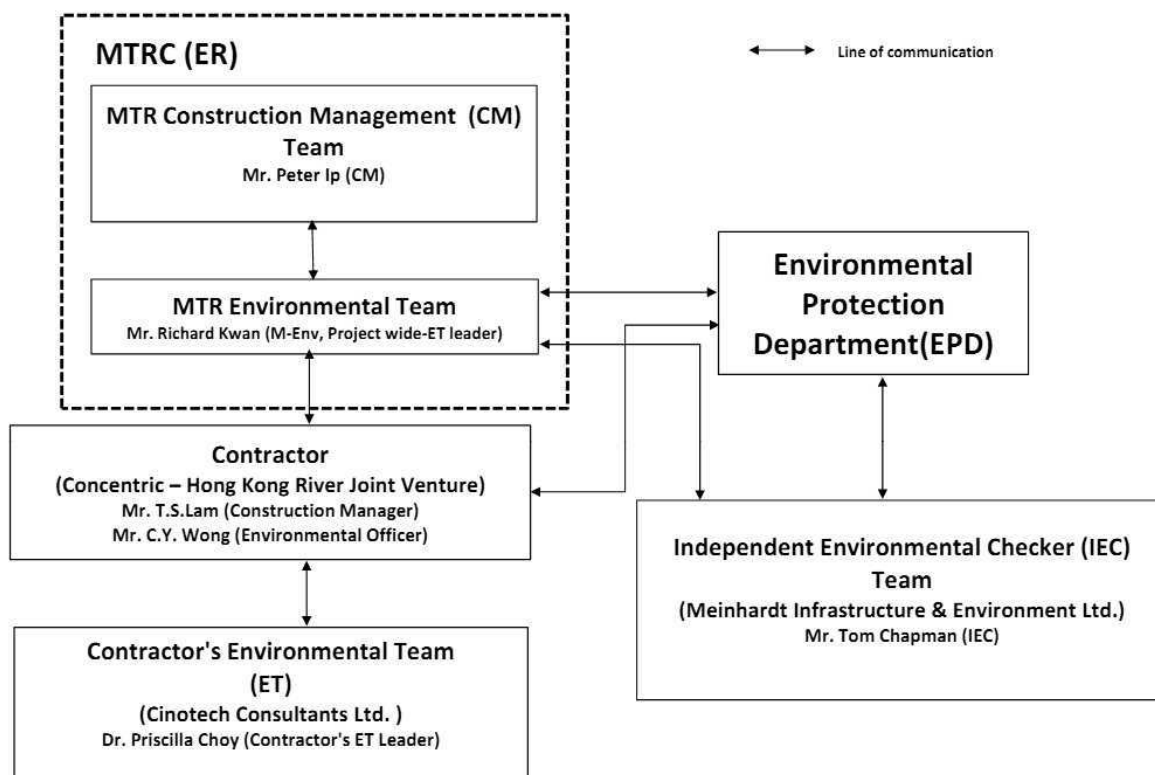 MTRC (ER)
Line of communication
MTR Construction Management (CM)
Team
Mr. Peter Ip (CM)
MTR Environmental Team
Mr. Richard Kwan (M-Env, Project wide-ET leader)
Environmental
Protection
Department(EPD)
Contractor
(Concentric – Hong Kong River Joint Venture)
Mr. T.S.Lam (Construction Manager)
Mr. C.Y. Wong (Environmental Officer)
Independent Environmental Checker (IEC)
Team
(Meinhardt Infrastructure & Environment Ltd.)
Mr. Tom Chapman (IEC)
Contractor's Environmental Team
(ET)
(Cinotech Consultants Ltd. )
Dr. Priscilla Choy (Contractor's ET Leader)